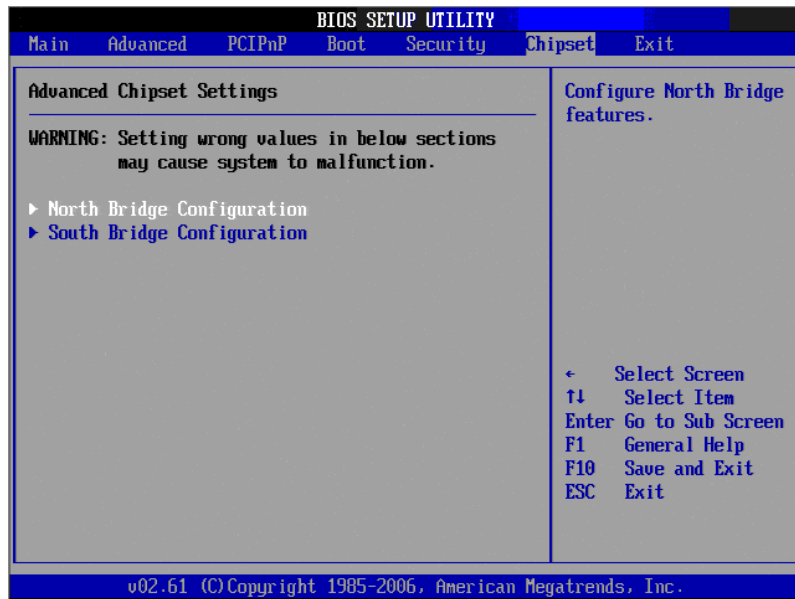 BIOS SETUP UTILITY
Main Advanced PCIPnP Boot Security Chipset Exit
Advanced Chipset Settings
WARNING: Setting wrong values in below sections
may cause system to malfunction.
▶ North Bridge Configuration
▶ South Bridge Configuration
Configure North Bridge
features.
← Select Screen
↑↓ Select Item
Enter Go to Sub Screen
F1 General Help
F10 Save and Exit
ESC Exit
v02.61 (C)Copyright 1985-2006, American Megatrends, Inc.